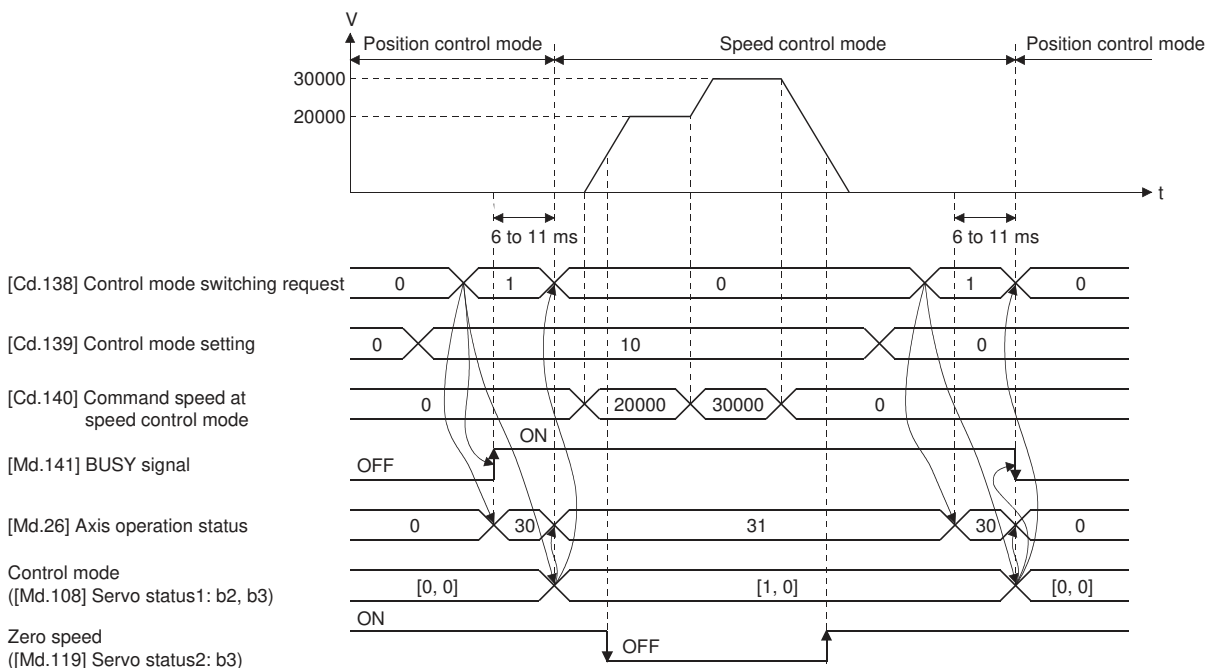 V
Position control mode Speed control mode Position control mode
30000
20000
t
6 to 11 ms 6 to 11 ms
[Cd.138] Control mode switching request 0 1 0 1 0
[Cd.139] Control mode setting 0 10 0
[Cd.140] Command speed at
speed control mode
0 20000 30000 0
ON
[Md.141] BUSY signal OFF
[Md.26] Axis operation status 0 30 31 30 0
Control mode
([Md.108] Servo status1: b2, b3)
[0, 0] [1, 0] [0, 0]
ON
Zero speed
([Md.119] Servo status2: b3)
OFF